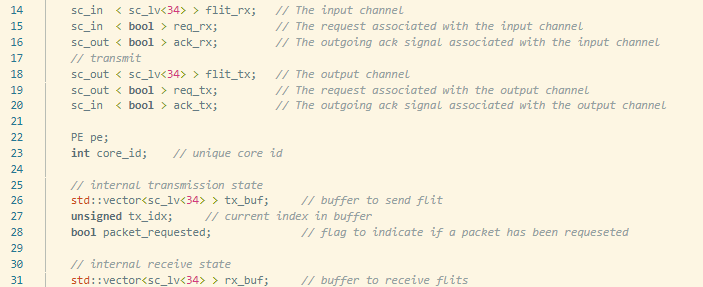 14 sc_in < sc_lv<34> > flit_rx; // The input channel
15 sc_in < bool > req_rx; // The request associated with the input channel
16 sc_out < bool > ack_rx; // The outgoing ack signal associated with the input channel
17 // transmit
18 sc_out < sc_lv<34> > flit_tx; // The output channel
19 sc_out < bool > req_tx; // The request associated with the output channel
20 sc_in < bool > ack_tx; // The outgoing ack signal associated with the output channel
21
22 PE pe;
23 int core_id; // unique core id
24
25 // internal transmission state
26 std::vector<sc_lv<34> > tx_buf; // buffer to send flit
27 unsigned tx_idx; // current index in buffer
28 bool packet_requested; // flag to indicate if a packet has been requeseted
29
30 // internal receive state
31 std::vector<sc_lv<34> > rx_buf; // buffer to receive flits